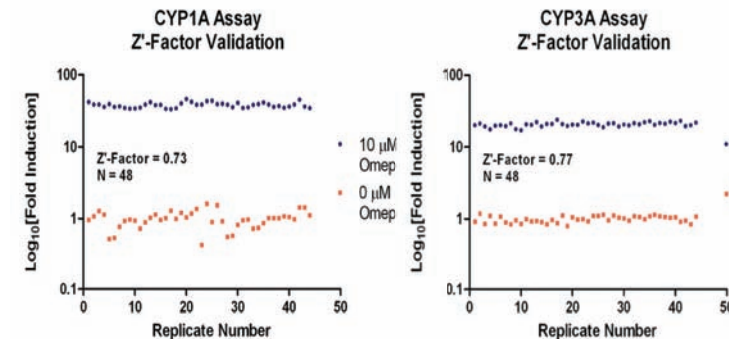 CYP1A Assay
Z'-Factor Validation
100
10
1
0.1
Log10[Fold Induction]
Z'-Factor = 0.73
N = 48
0
10
20
30
40
50
Replicate Number
10 μM
Omep
0 μM
Omep
CYP3A Assay
Z'-Factor Validation
100
10
1
0.1
Log10[Fold Induction]
Z'-Factor = 0.77
N = 48
0
10
20
30
40
50
Replicate Number